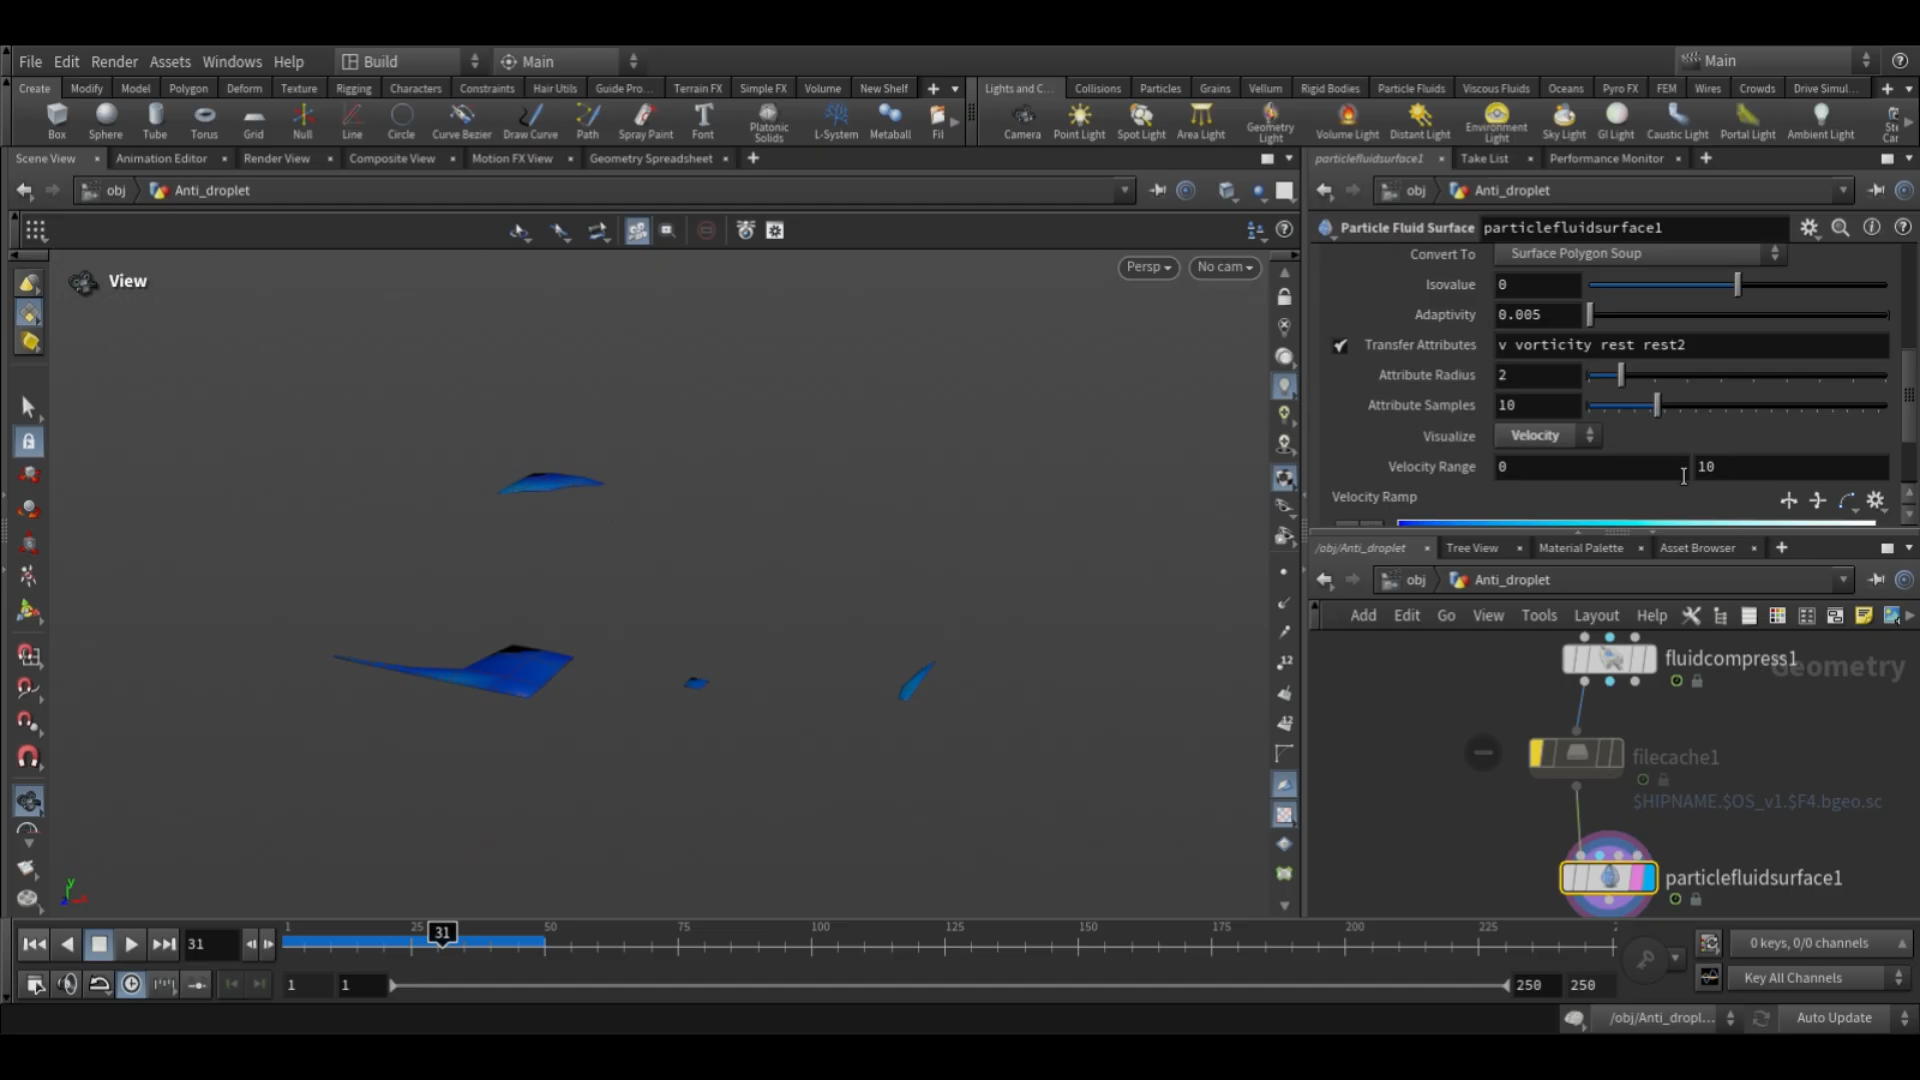 File Edit Render Assets Windows Help Build Main Main
Create Modify Model Polygon Deform Texture Rigging Characters Constraints Hair Utils Guide Pro... Terrain FX Simple FX Volume New Shelf
Lights and C... Collisions Particles Grains Vellum Rigid Bodies Particle Fluids Viscous Fluids Oceans Pyro FX FEM Wires Crowds Drive Simul...
Box Sphere Tube Torus Grid Null Line Circle Curve Bezier Draw Curve Path Spray Paint Font Platonic Solids L-System Metaball Fil
Camera Point Light Spot Light Area Light Geometry Light Volume Light Distant Light Environment Light Sky Light GI Light Caustic Light Portal Light Ambient Light
Scene View Animation Editor Render View Composite View Motion FX View Geometry Spreadsheet
obj Anti_droplet
View
Persp No cam
particlefluidsurface1 Take List Performance Monitor
obj Anti_droplet
Particle Fluid Surface particlefluidsurface1
Convert To Surface Polygon Soup
Isovalue 0
Adaptivity 0.005
Transfer Attributes v vorticity rest rest2
Attribute Radius 2
Attribute Samples 10
Visualize Velocity
Velocity Range 0 10
Velocity Ramp
/obj/Anti_droplet Tree View Material Palette Asset Browser
obj Anti_droplet
Add Edit Go View Tools Layout Help
Geometry
fluidcompress1
filecache1
$HIPNAME.$OS_v1.$F4.bgeo.sc
particlefluidsurface1
12
12
y
31
1 25 31 50 75 100 125 150 175 200 225
0 keys, 0/0 channels
1 1 250 250
Key All Channels
/obj/Anti_dropl... Auto Update